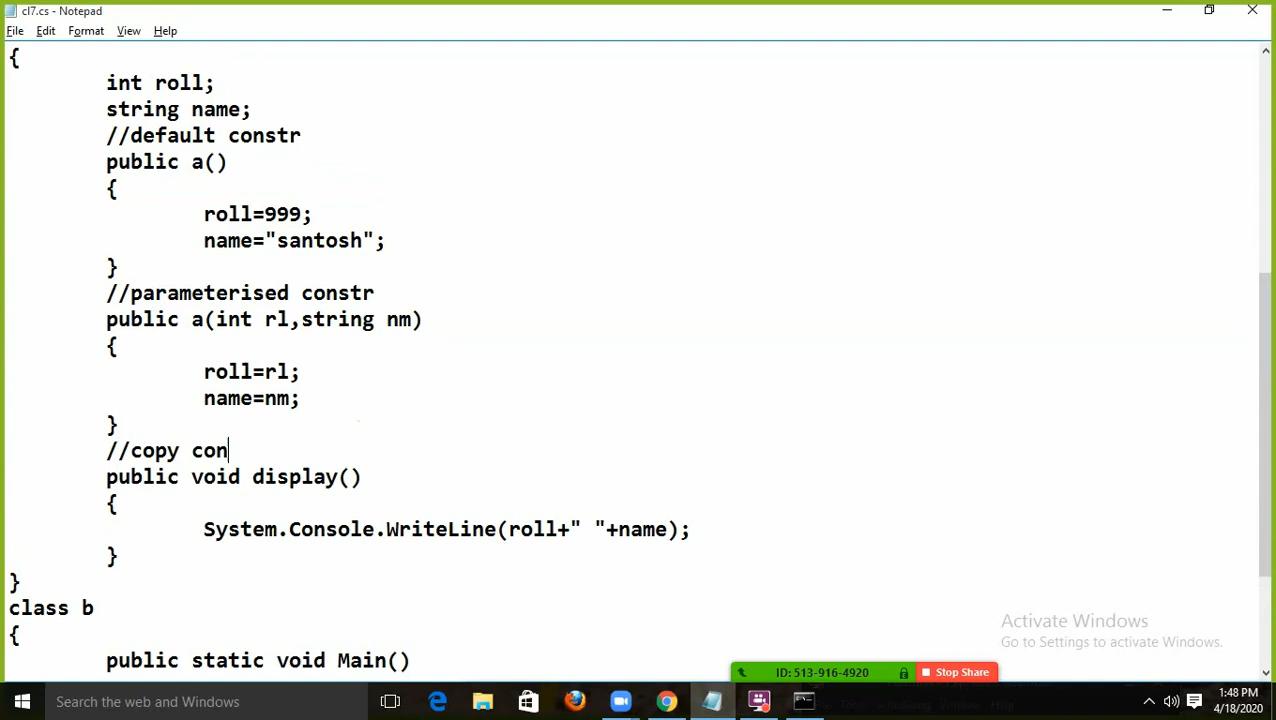 cl7.cs - Notepad
File Edit Format View Help
{
int roll;
string name;
//default constr
public a()
{
roll=999;
name="santosh";
}
//parameterised constr
public a(int rl,string nm)
{
roll=rl;
name=nm;
}
//copy con
public void display()
{
System.Console.WriteLine(roll+" "+name);
}
}
class b
{
public static void Main()
Activate Windows
Go to Settings to activate Windows.
ID: 513-916-4920 Stop Share
Search the web and Windows
1:48 PM
4/18/2020